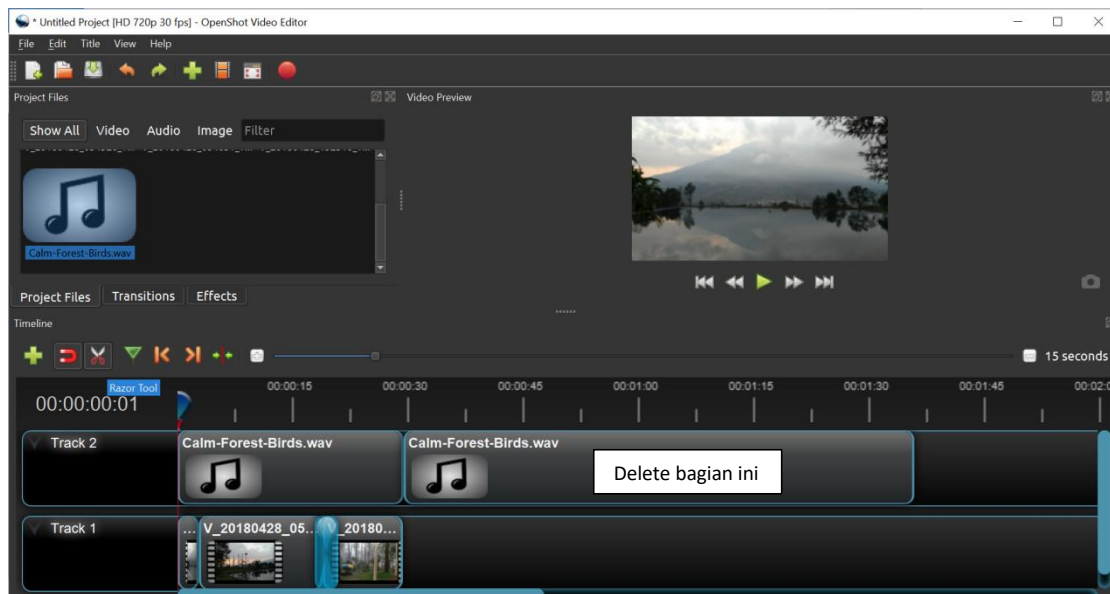 * Untitled Project [HD 720p 30 fps] - OpenShot Video Editor
File Edit Title View Help
Project Files
Video Preview
Show All Video Audio Image Filter
Calm-Forest-Birds.wav
Project Files Transitions Effects
Timeline
15 seconds
Razor Tool
00:00:00:01
00:00:15 00:00:30 00:00:45 00:01:00 00:01:15 00:01:30 00:01:45 00:02:0
Track 2 Calm-Forest-Birds.wav Calm-Forest-Birds.wav
Delete bagian ini
Track 1 ... V_20180428_05... V_20180...